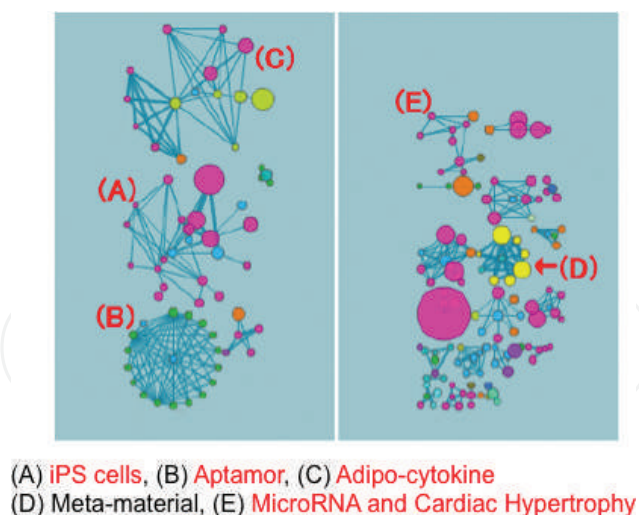 (C)
(E)
(A)
←(D)
(B)
(A) iPS cells, (B) Aptamor, (C) Adipo-cytokine
(D) Meta-material, (E) MicroRNA and Cardiac Hypertrophy